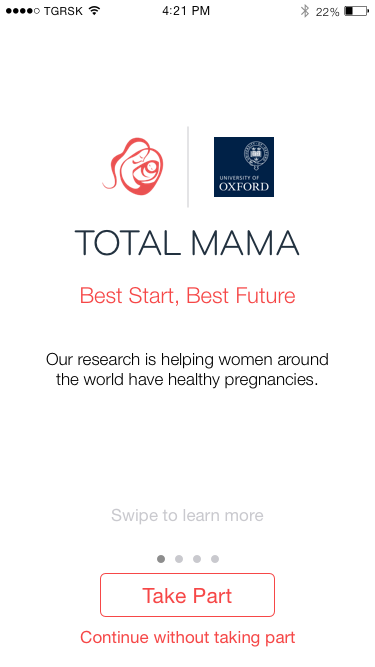 TGRSK
4:21 PM
22%
UNIVERSITY OF
OXFORD
TOTAL MAMA
Best Start, Best Future
Our research is helping women around
the world have healthy pregnancies.
Swipe to learn more
Take Part
Continue without taking part